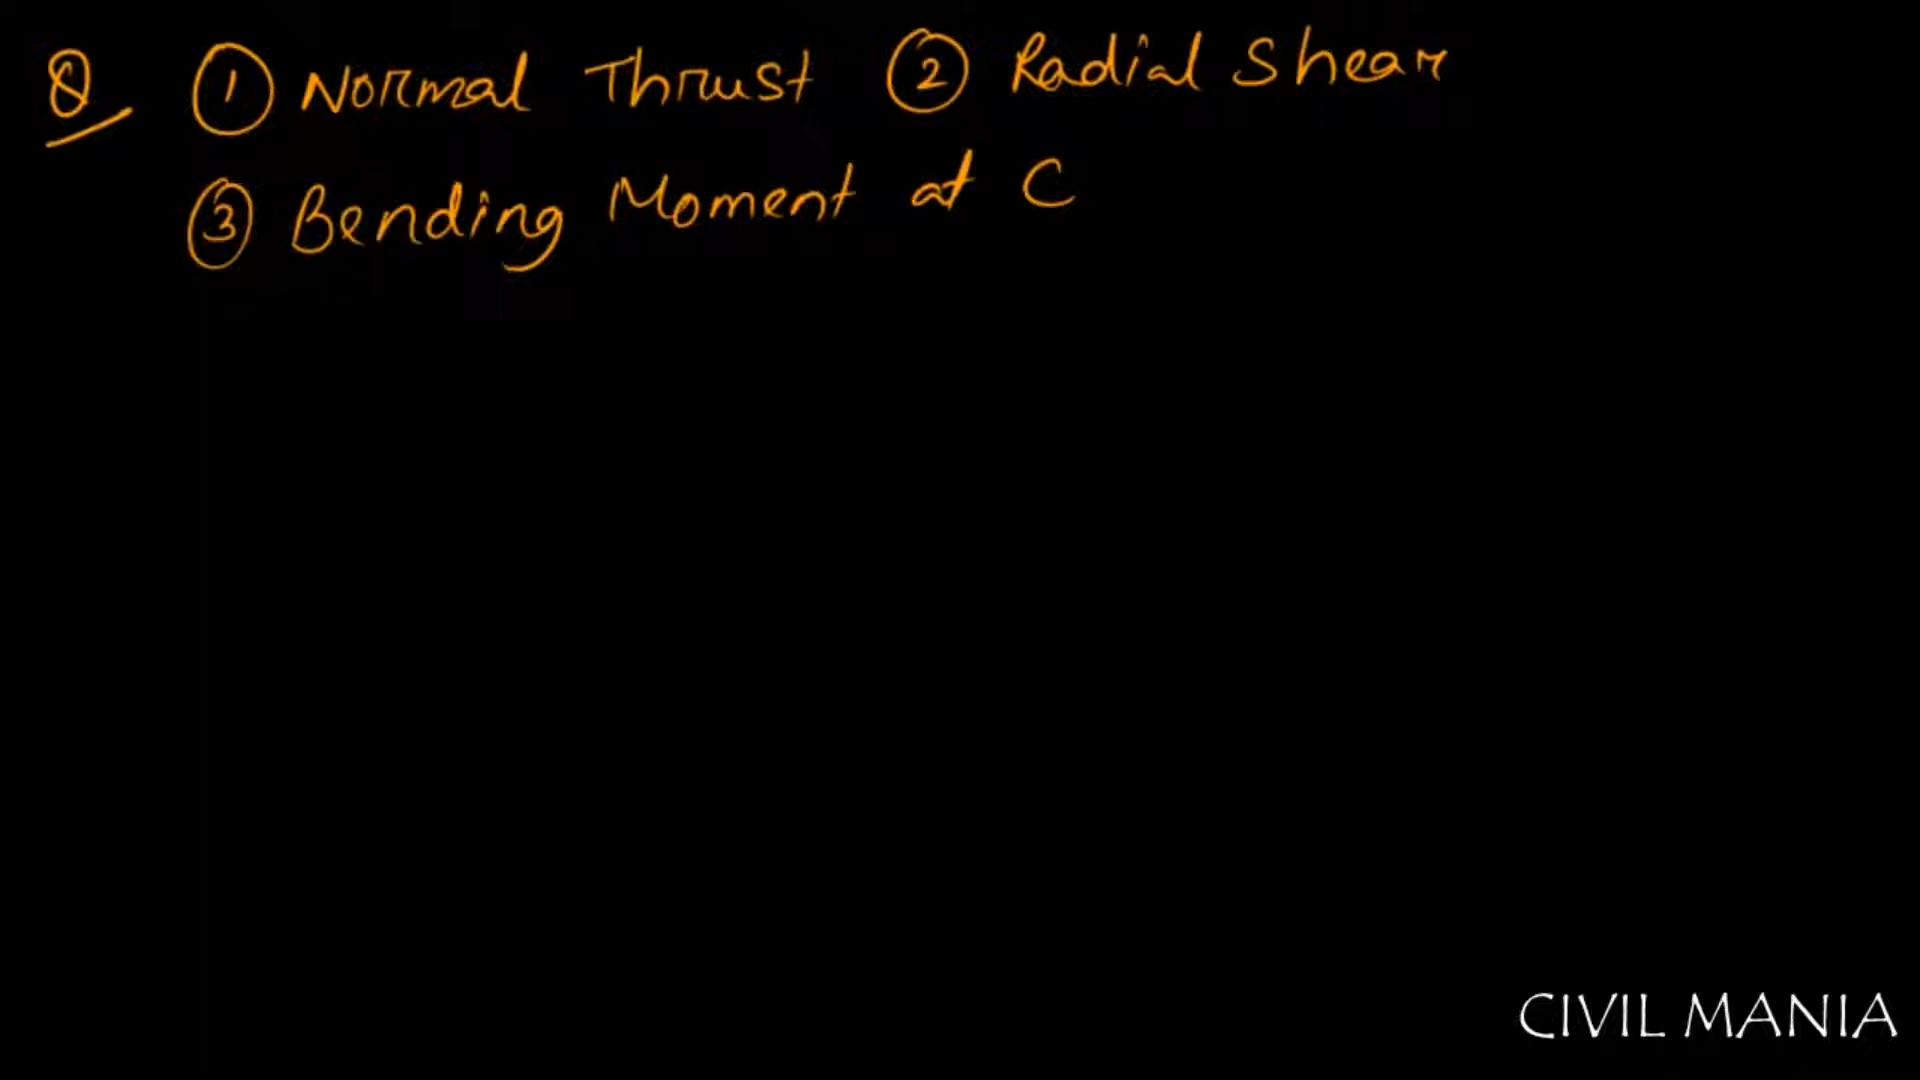 Q ① Normal Thrust ② Radial Shear
③ Bending Moment at C
CIVIL MANIA